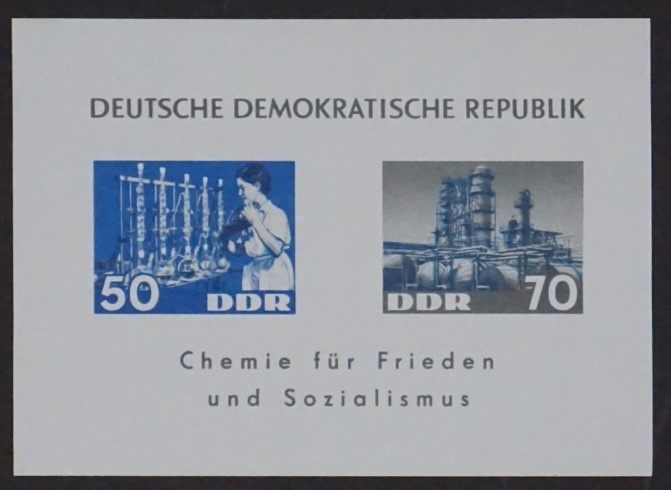 DEUTSCHE DEMOKRATISCHE REPUBLIK
50 DDR
DDR 70
Chemie für Frieden
und Sozialismus